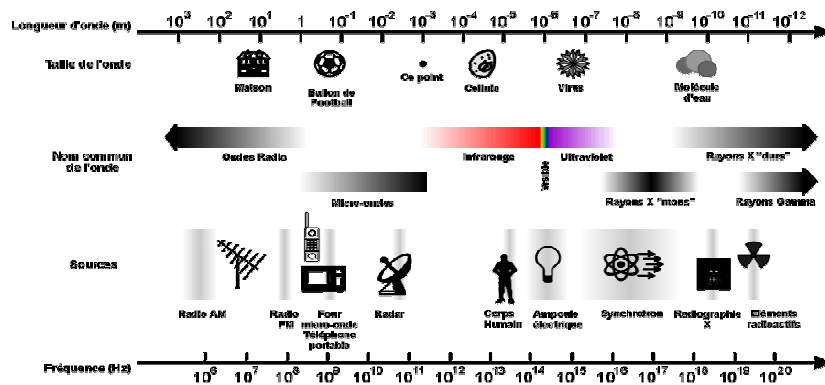 Longueur d'onde (m) 10³ 10² 10¹ 1 10⁻¹ 10⁻² 10⁻³ 10⁻⁴ 10⁻⁵ 10⁻⁶ 10⁻⁷ 10⁻⁸ 10⁻⁹ 10⁻¹⁰ 10⁻¹¹ 10⁻¹²
Taille de l'onde
Maison
Ballon de
Football
Ce point
Cellule
Virus
Molécule
d'eau
Nom commun
de l'onde
Ondes Radio
Infrarouge
Visible
Ultraviolet
Rayons X "durs"
Micro-ondes
Rayons X "mous"
Rayons Gamma
Sources
Radio AM
Radio
FM
Four
micro-onde
Téléphone
portable
Radar
Corps
Humain
Ampoule
électrique
Synchrotron
Radiographie
X
Eléments
radioactifs
Fréquence (Hz) 10⁶ 10⁷ 10⁸ 10⁹ 10¹⁰ 10¹¹ 10¹² 10¹³ 10¹⁴ 10¹⁵ 10¹⁶ 10¹⁷ 10¹⁸ 10¹⁹ 10²⁰